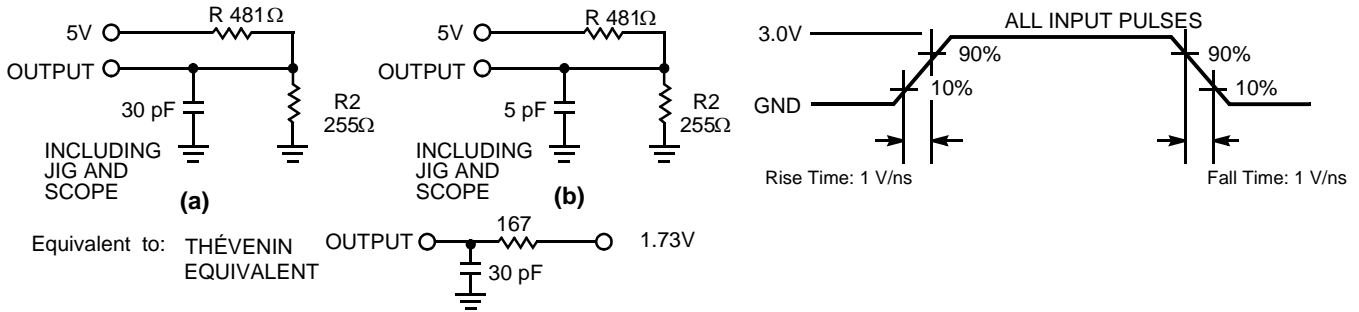 R 481Ω
5V
OUTPUT
30 pF
R2
255Ω
INCLUDING
JIG AND
SCOPE
(a)
R 481Ω
5V
OUTPUT
5 pF
R2
255Ω
INCLUDING
JIG AND
SCOPE
(b)
ALL INPUT PULSES
3.0V
90%
10%
GND
90%
10%
Rise Time: 1 V/ns
Fall Time: 1 V/ns
Equivalent to:
THÉVENIN
EQUIVALENT
OUTPUT
167
1.73V
30 pF